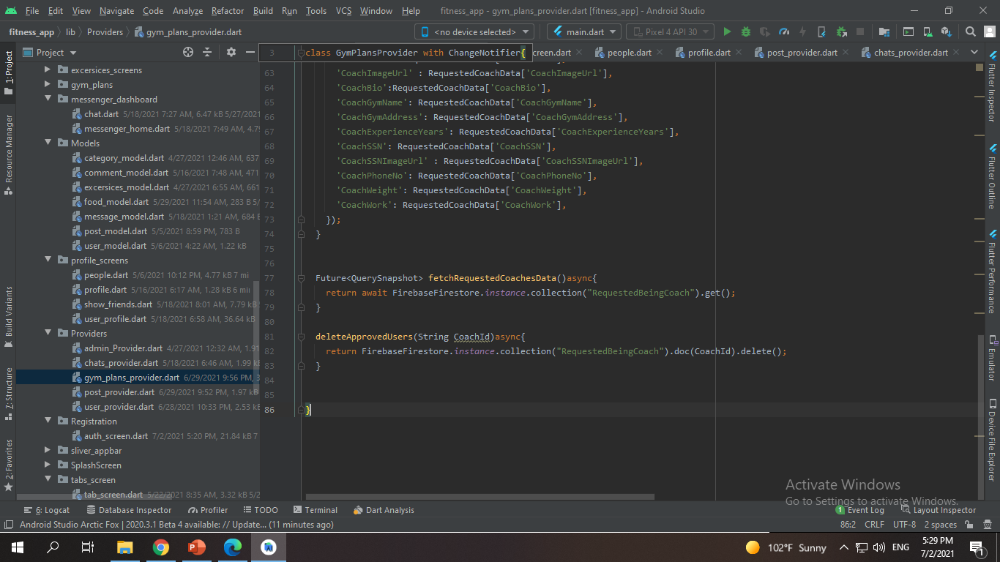 File Edit View Navigate Code Analyze Refactor Build Run Tools VCS Window Help fitness_app - gym_plans_provider.dart [fitness_app] - Android Studio
fitness_app lib Providers gym_plans_provider.dart <no device selected> main.dart Pixel 4 API 30
Project 3 class GymPlansProvider with ChangeNotifier{ creen.dart people.dart profile.dart post_provider.dart chats_provider.dart
1: Project
Resource Manager
Build Variants
7: Structure
2: Favorites
excersices_screens
gym_plans
messenger_dashboard
chat.dart 5/18/2021 7:27 AM, 6.47 kB 5/27/2021
messenger_home.dart 5/18/2021 7:49 AM, 4.79
Models
category_model.dart 4/27/2021 12:46 AM, 637
comment_model.dart 5/16/2021 7:48 AM, 471
excersices_model.dart 4/27/2021 6:55 AM, 661
food_model.dart 5/29/2021 11:54 AM, 283 B 5/
message_model.dart 5/18/2021 1:21 AM, 684 B
post_model.dart 5/5/2021 8:59 PM, 783 B
user_model.dart 5/6/2021 4:22 AM, 1.22 kB
profile_screens
people.dart 5/6/2021 10:12 PM, 4.77 kB 7 mi
profile.dart 5/16/2021 6:17 AM, 1.28 kB 6 min
show_friends.dart 5/18/2021 8:01 AM, 7.79 kB
user_profile.dart 5/18/2021 6:58 AM, 36.64 kB
Providers
admin_Provider.dart 4/27/2021 12:32 AM, 1.91
chats_provider.dart 5/18/2021 6:46 AM, 1.99 kB
gym_plans_provider.dart 6/29/2021 9:56 PM, 3
post_provider.dart 6/29/2021 9:52 PM, 1.97 kB
user_provider.dart 6/28/2021 10:33 PM, 2.53 kB
Registration
auth_screen.dart 7/2/2021 5:20 PM, 21.84 kB 7
sliver_appbar
SplashScreen
tabs_screen
tab_screen.dart 5/22/2021 8:35 AM, 3.32 kB 5/2
63 'CoachImageUrl' : RequestedCoachData['CoachImageUrl'],
64 'CoachBio':RequestedCoachData['CoachBio'],
65 'CoachGymName': RequestedCoachData['CoachGymName'],
66 'CoachGymAddress': RequestedCoachData['CoachGymAddress'],
67 'CoachExperienceYears': RequestedCoachData['CoachExperienceYears'],
68 'CoachSSN': RequestedCoachData['CoachSSN'],
69 'CoachSSNImageUrl' : RequestedCoachData['CoachSSNImageUrl'],
70 'CoachPhoneNo': RequestedCoachData['CoachPhoneNo'],
71 'CoachWeight': RequestedCoachData['CoachWeight'],
72 'CoachWork': RequestedCoachData['CoachWork'],
73 });
74 }
75
76
77 Future<QuerySnapshot> fetchRequestedCoachesData()async{
78 return await FirebaseFirestore.instance.collection("RequestedBeingCoach").get();
79 }
80
81 deleteApprovedUsers(String CoachId)async{
82 return FirebaseFirestore.instance.collection("RequestedBeingCoach").doc(CoachId).delete();
83 }
84
85
86 }
Flutter Inspector
Flutter Outline
Flutter Performance
Emulator
Device File Explorer
Activate Windows
Go to Settings to activate Windows.
6: Logcat Database Inspector Profiler TODO Terminal Dart Analysis 1 Event Log Layout Inspector
Android Studio Arctic Fox | 2020.3.1 Beta 4 available: // Update... (11 minutes ago) 86:2 CRLF UTF-8 2 spaces
102°F Sunny ENG 5:29 PM
7/2/2021 1